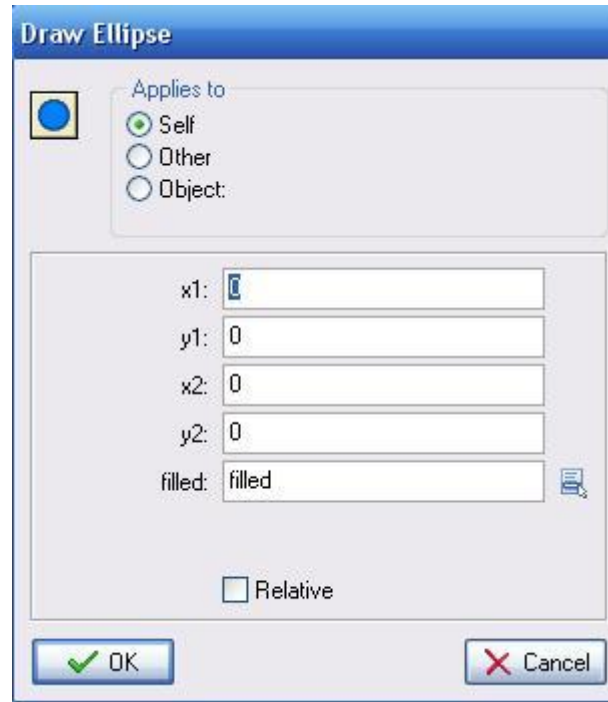 Draw Ellipse
Applies to
Self
Other
Object:
x1: 0
y1: 0
x2: 0
y2: 0
filled: filled
Relative
OK
Cancel